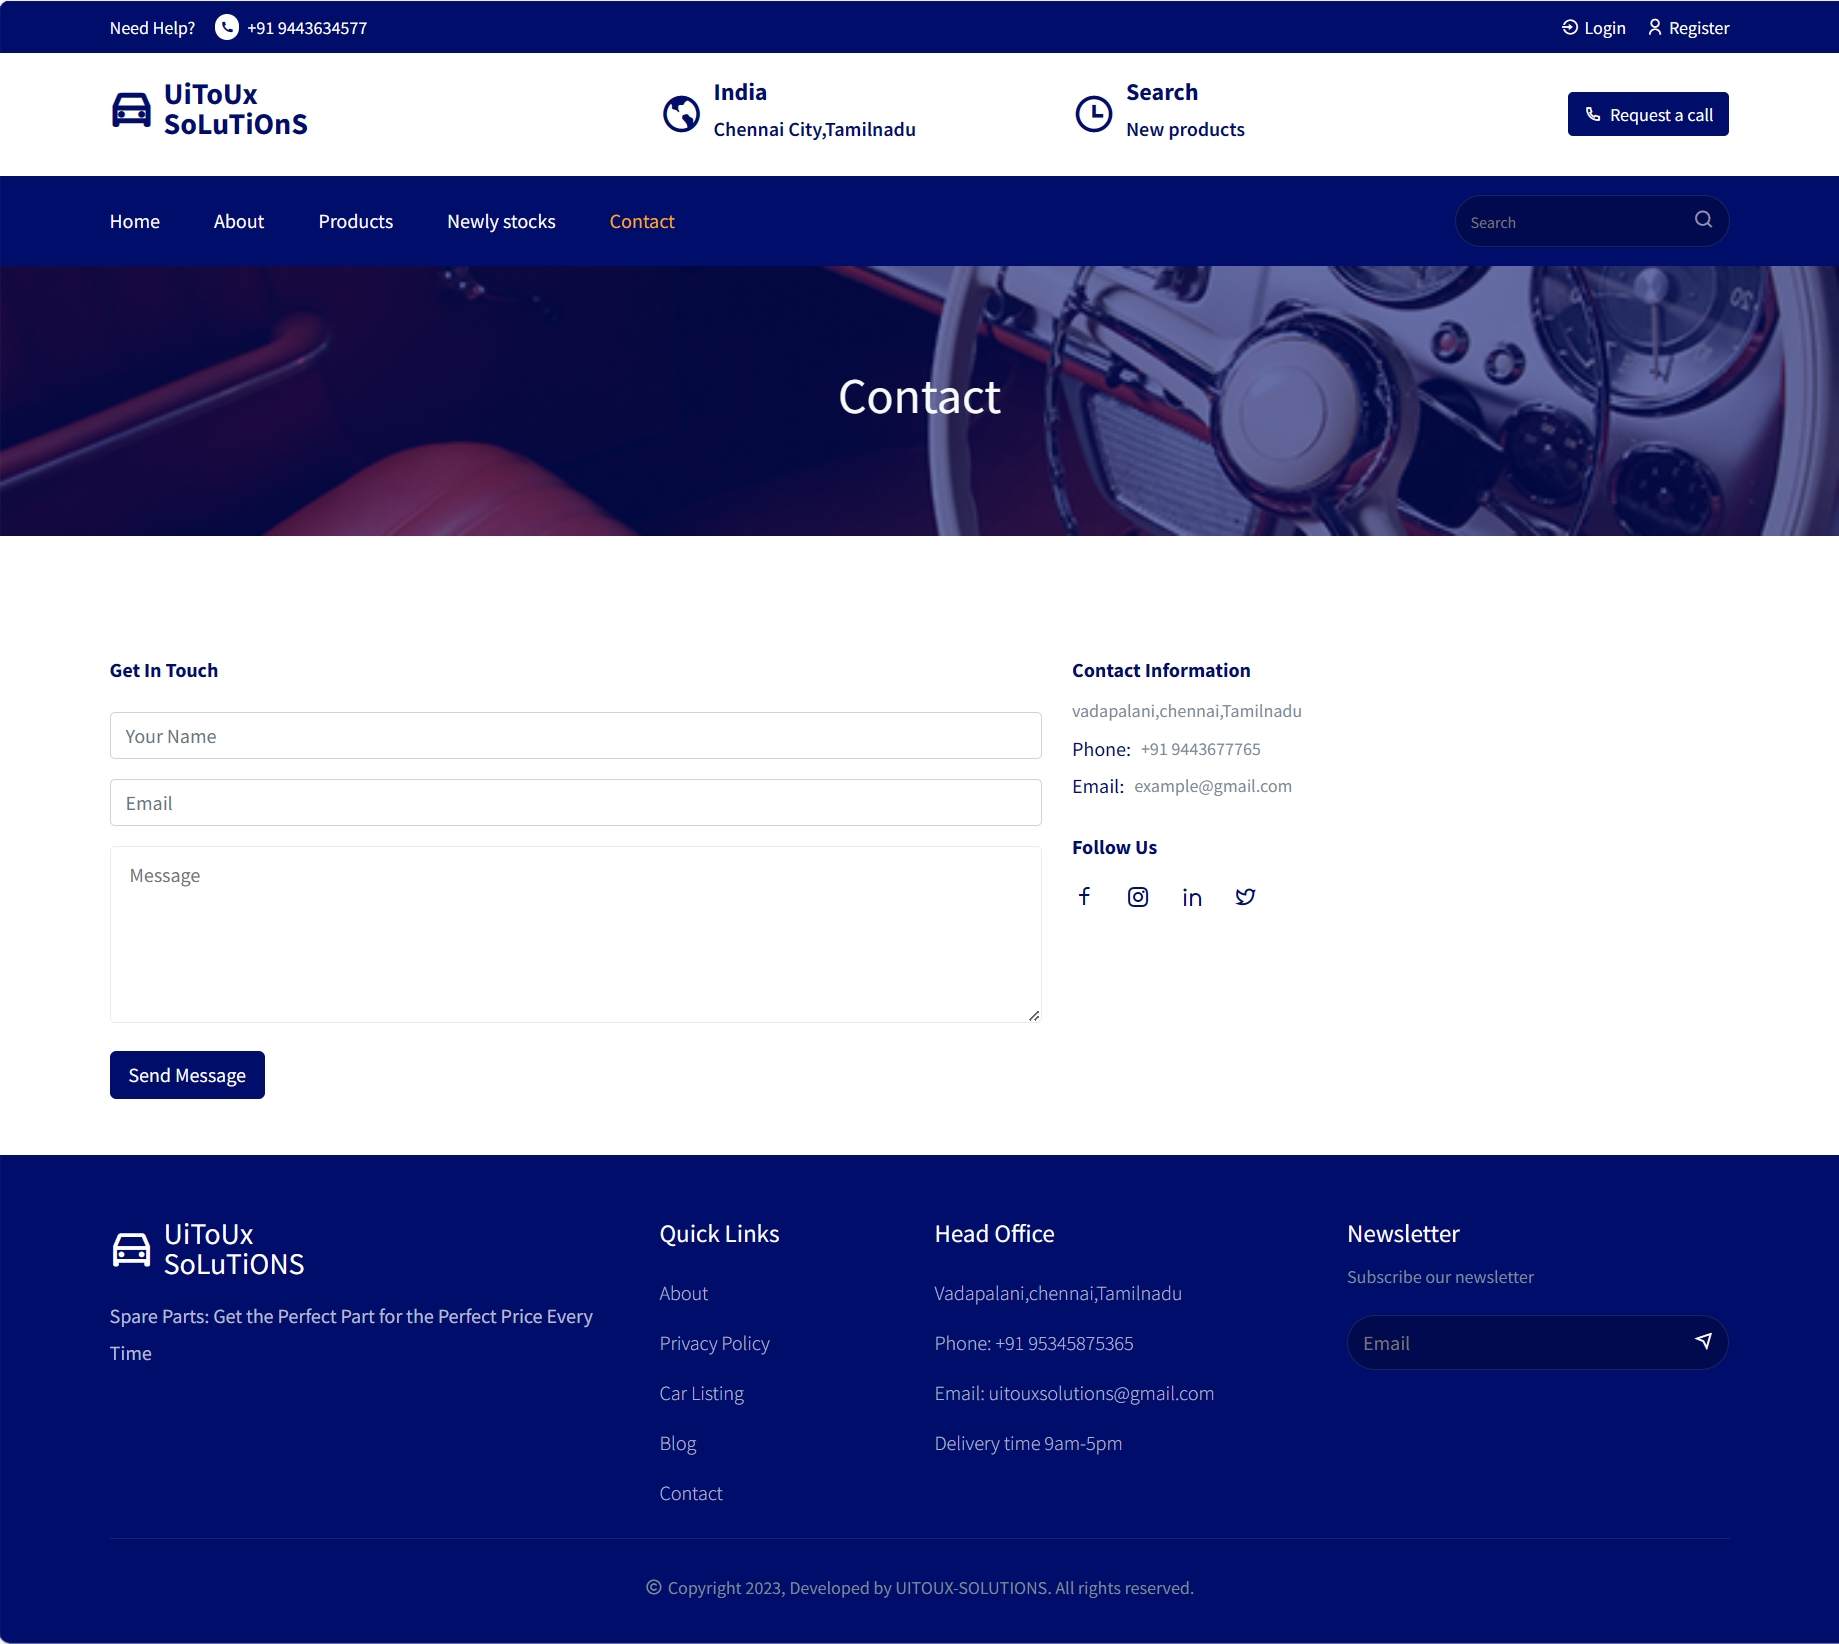 Need Help? +91 9443634577 Login Register
UiToUx
SoLuTiOnS
India
Chennai City,Tamilnadu
Search
New products
Request a call
Home About Products Newly stocks Contact Search
Contact
Get In Touch
Your Name
Email
Message
Send Message
Contact Information
vadapalani,chennai,Tamilnadu
Phone: +91 9443677765
Email: example@gmail.com
Follow Us
UiToUx
SoLuTiONS
Spare Parts: Get the Perfect Part for the Perfect Price Every
Time
Quick Links
About
Privacy Policy
Car Listing
Blog
Contact
Head Office
Vadapalani,chennai,Tamilnadu
Phone: +91 95345875365
Email: uitouxsolutions@gmail.com
Delivery time 9am-5pm
Newsletter
Subscribe our newsletter
Email
© Copyright 2023, Developed by UITOUX-SOLUTIONS. All rights reserved.